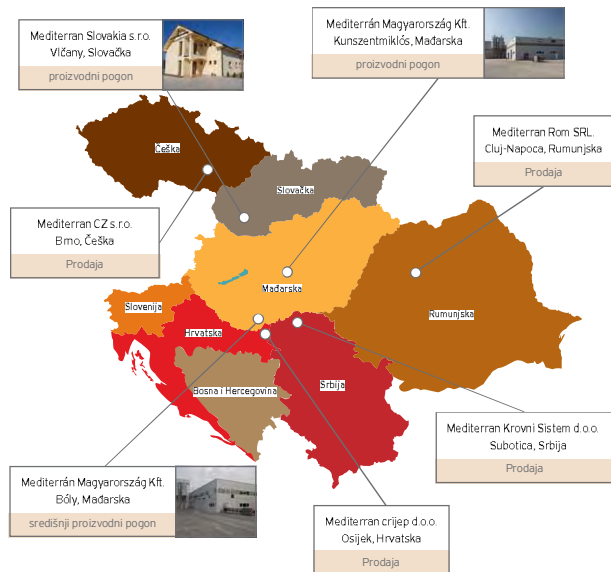 Mediteran Slovakia s.r.o.
Vlčany, Slovačka
proizvodni pogon
Mediterrán Magyarország Kft.
Kunszentmiklós, Mađarska
proizvodni pogon
Mediterran Rom SRL.
Cluj-Napoca, Rumunjska
Prodaja
Češka
Slovačka
Mediterran CZ s.r.o.
Brno, Češka
Prodaja
Mađarska
Slovenija
Rumunjska
Hrvatska
Bosna i Hercegovina
Srbija
Mediterran Krovni Sistem d.o.o.
Subotica, Srbija
Prodaja
Mediterrán Magyarország Kft.
Bóly, Mađarska
središnji proizvodni pogon
Mediterran crijep d.o.o.
Osijek, Hrvatska
Prodaja